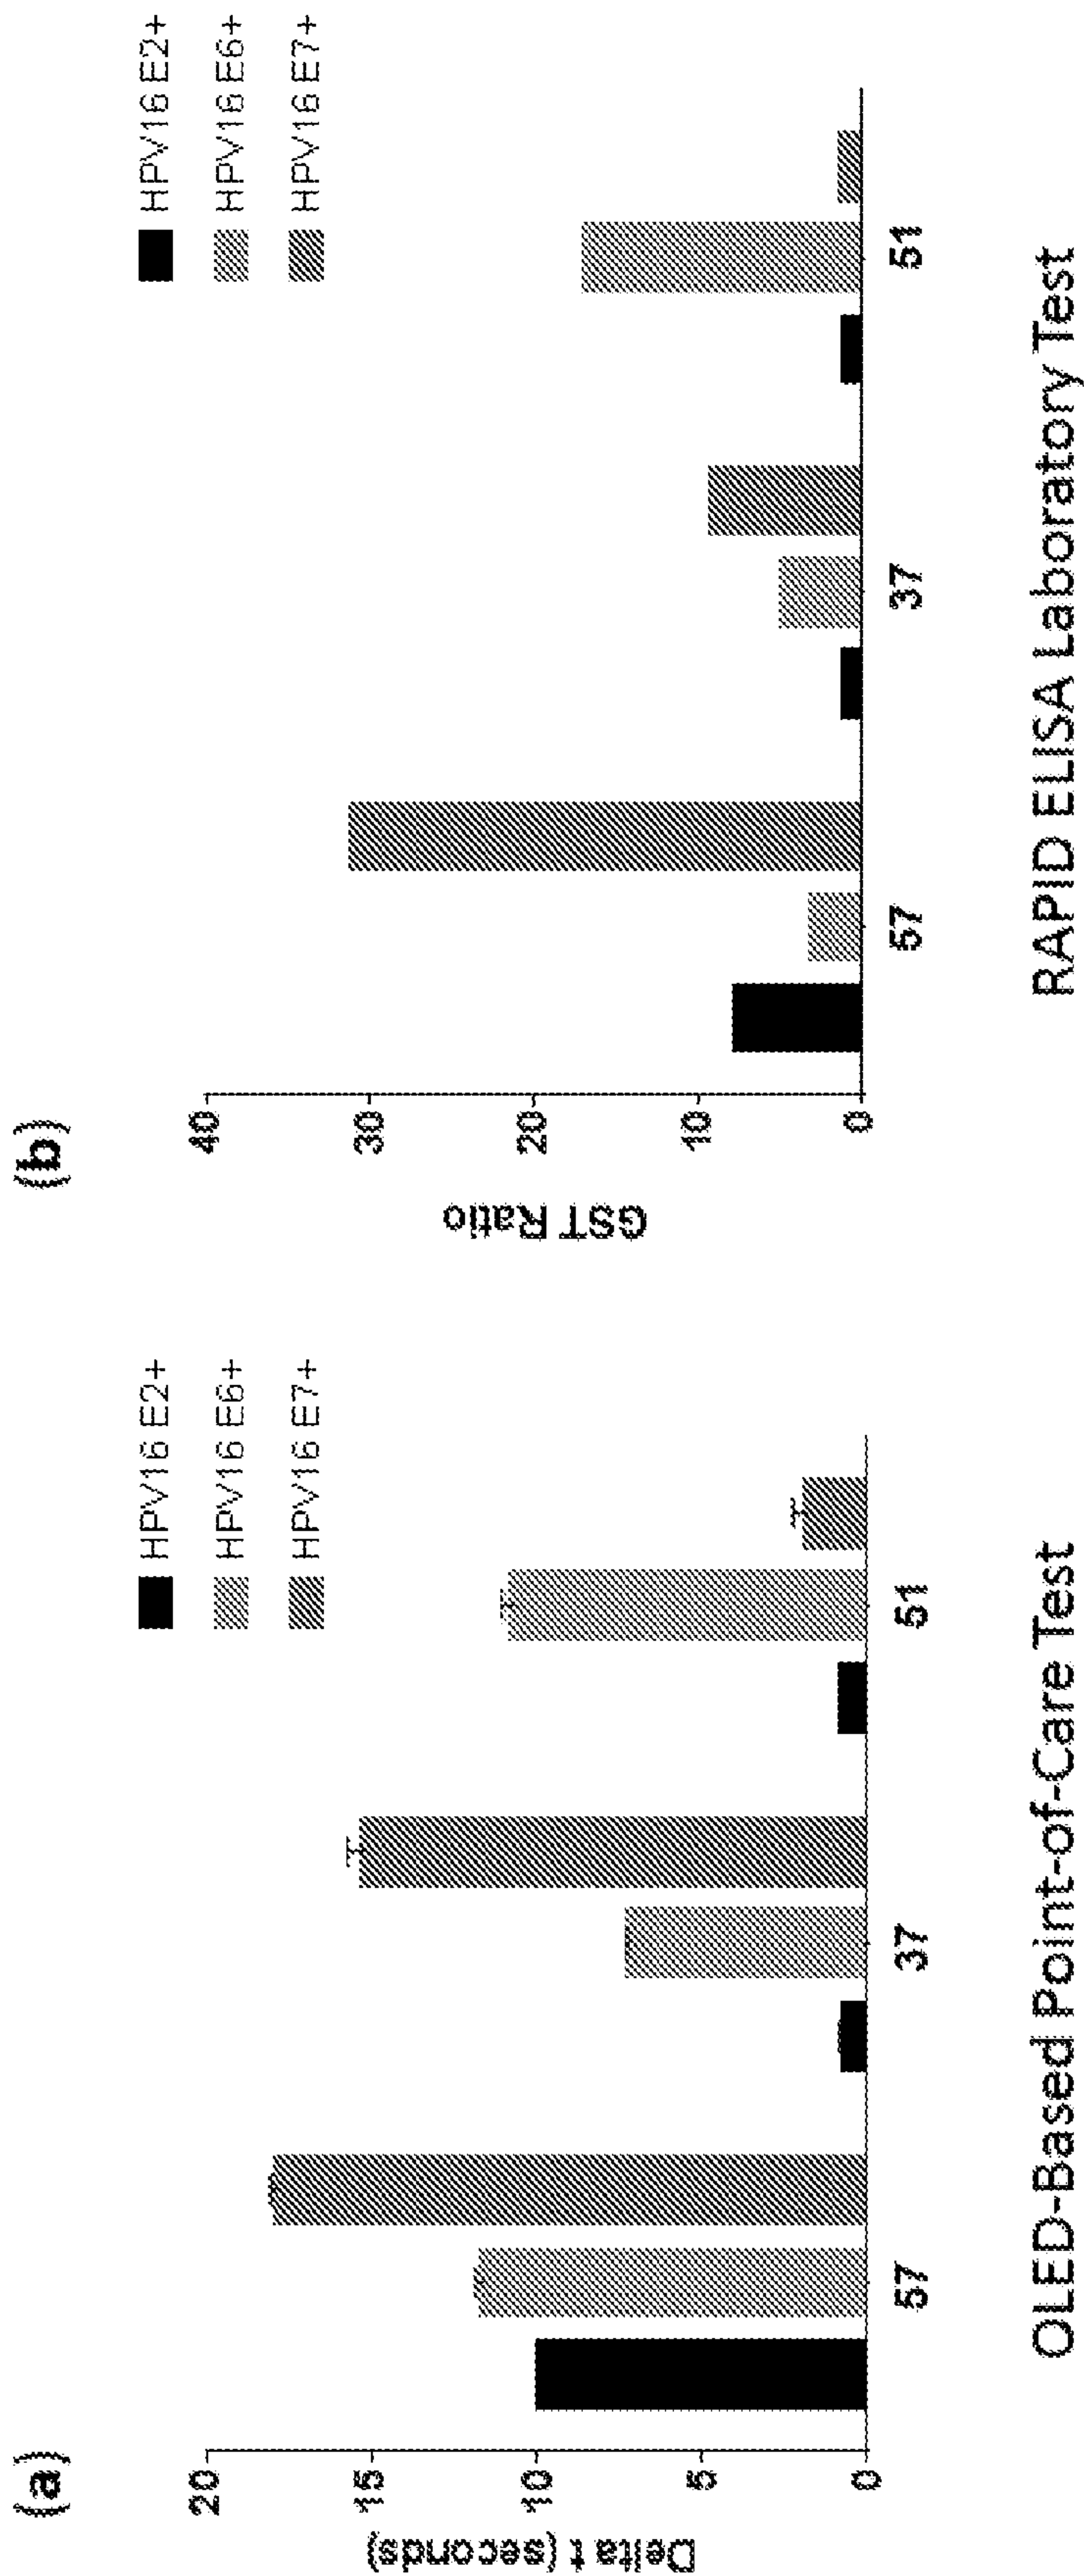 (a)
HPV16 E2+
HPV16 E6+
HPV16 E7+
Delta t (seconds)
20
15
10
5
0
57
37
51
OLED-Based Point-of-Care Test
(b)
HPV16 E2+
HPV16 E6+
HPV16 E7+
GST Ratio
40
30
20
10
0
57
37
51
RAPID ELISA Laboratory Test